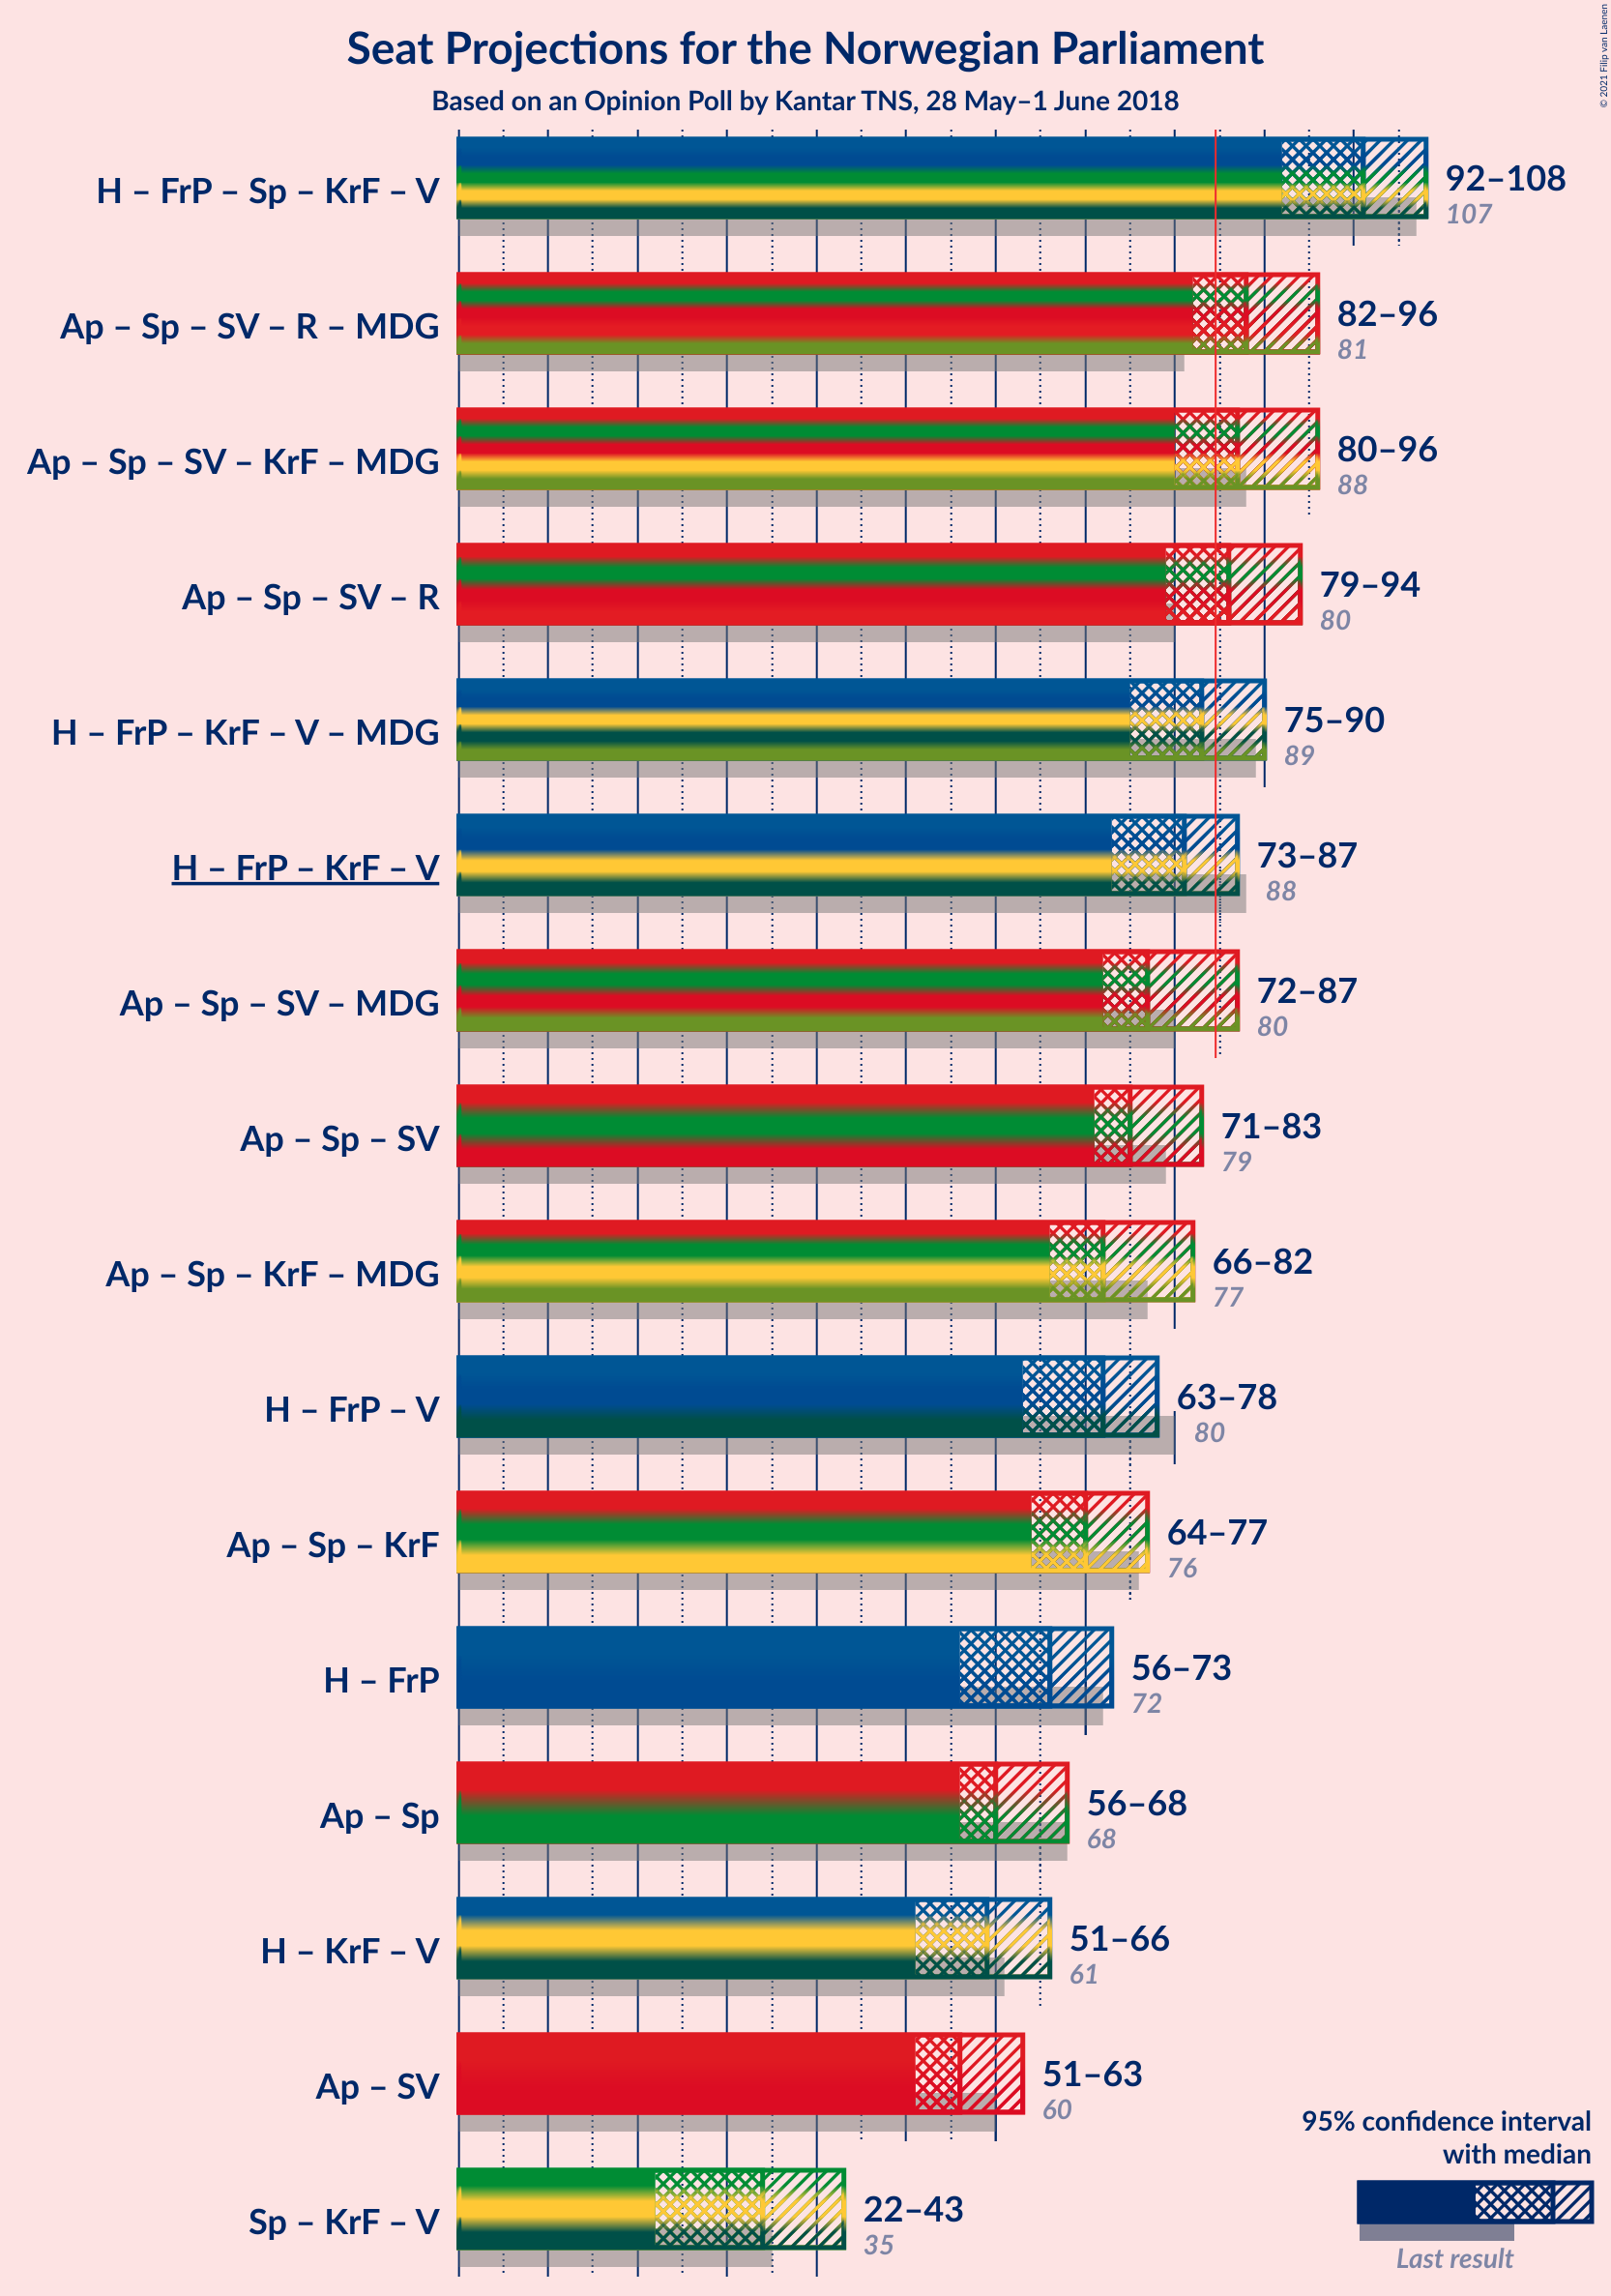 Seat Projections for the Norwegian Parliament
Based on an Opinion Poll by Kantar TNS, 28 May–1 June 2018
© 2021 Filip van Laenen
H – FrP – Sp – KrF – V
92–108
107
Ap – Sp – SV – R – MDG
82–96
81
Ap – Sp – SV – KrF – MDG
80–96
88
Ap – Sp – SV – R
79–94
80
H – FrP – KrF – V – MDG
75–90
89
H – FrP – KrF – V
73–87
88
Ap – Sp – SV – MDG
72–87
80
Ap – Sp – SV
71–83
79
Ap – Sp – KrF – MDG
66–82
77
H – FrP – V
63–78
80
Ap – Sp – KrF
64–77
76
H – FrP
56–73
72
Ap – Sp
56–68
68
H – KrF – V
51–66
61
Ap – SV
51–63
60
Sp – KrF – V
22–43
35
95% confidence interval
with median
Last result